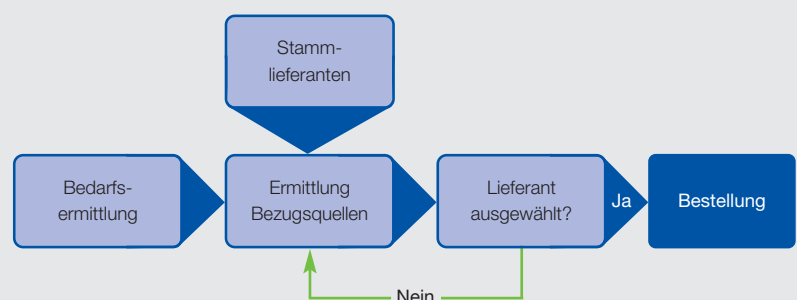 Stamm-
lieferanten
Bedarfs-
ermittlung
Ermittlung
Bezugsquellen
Lieferant
ausgewählt?
Ja
Bestellung
Nein